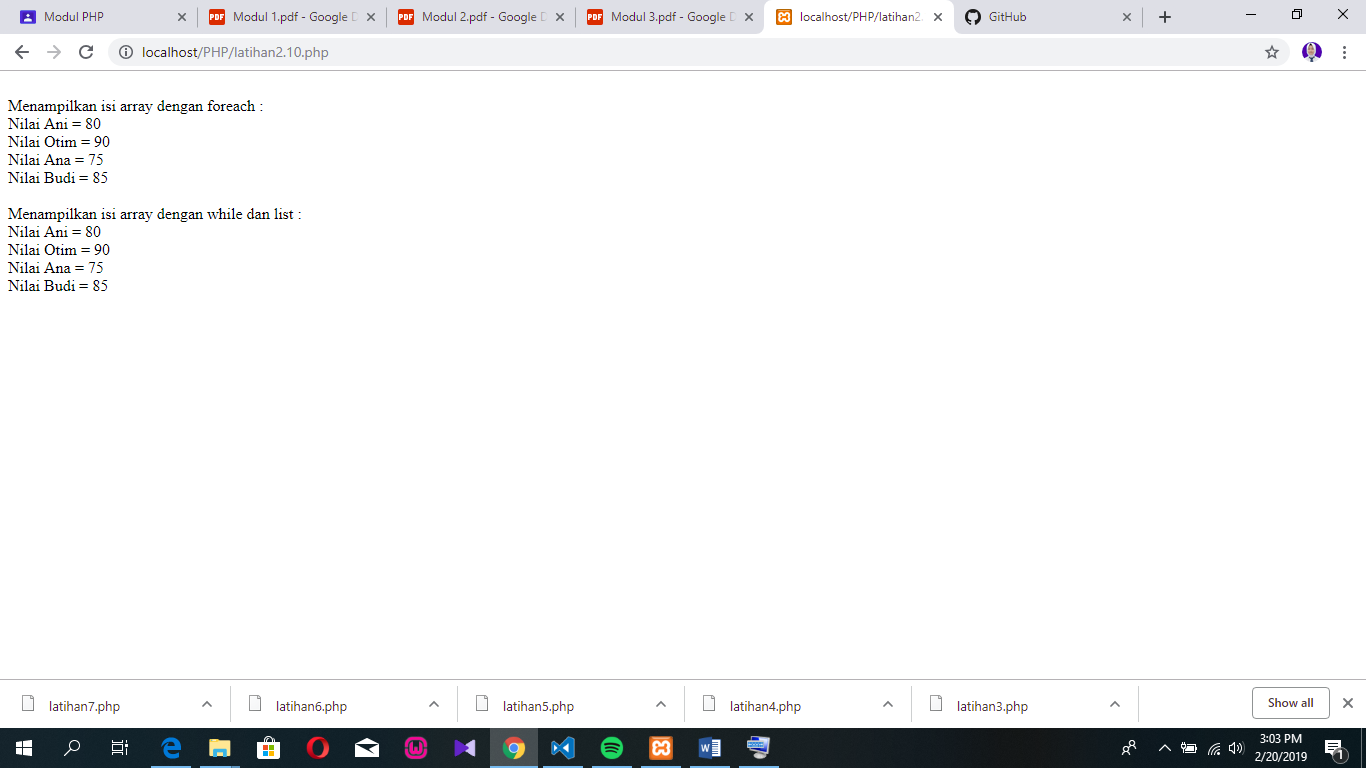 Modul PHP
Modul 1.pdf - Google D
Modul 2.pdf - Google D
Modul 3.pdf - Google D
localhost/PHP/latihan2.
GitHub
localhost/PHP/latihan2.10.php
Menampilkan isi array dengan foreach :
Nilai Ani = 80
Nilai Otim = 90
Nilai Ana = 75
Nilai Budi = 85
Menampilkan isi array dengan while dan list :
Nilai Ani = 80
Nilai Otim = 90
Nilai Ana = 75
Nilai Budi = 85
latihan7.php
latihan6.php
latihan5.php
latihan4.php
latihan3.php
Show all
3:03 PM
2/20/2019
1